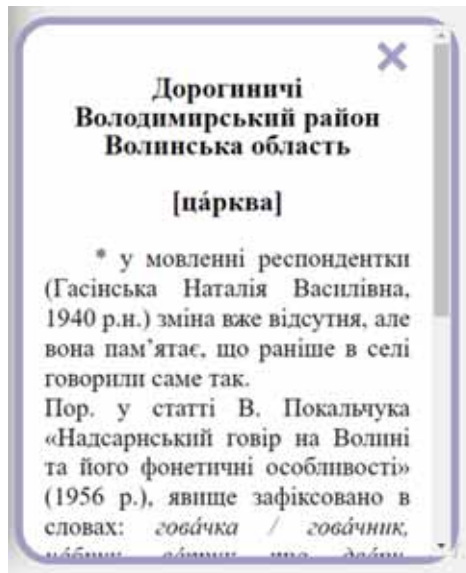 Дорогиничі
Володимирський район
Волинська область
[ца́рква]
* у мовленні респондентки
(Гасінська Наталія Василівна,
1940 р.н.) зміна вже відсутня, але
вона пам’ятає, що раніше в селі
говорили саме так.
Пор. у статті В. Покальчука
«Надсарнський говір на Волині
та його фонетичні особливості»
(1956 р.), явище зафіксовано в
словах: гова́чка / гова́чник,